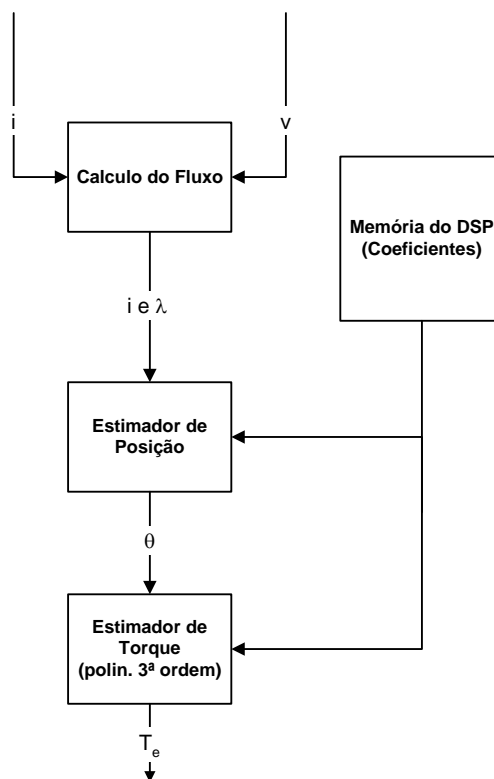 i
v
Calculo do Fluxo
Memória do DSP
(Coeficientes)
i e λ
Estimador de
Posição
θ
Estimador de
Torque
(polin. 3ª ordem)
Te